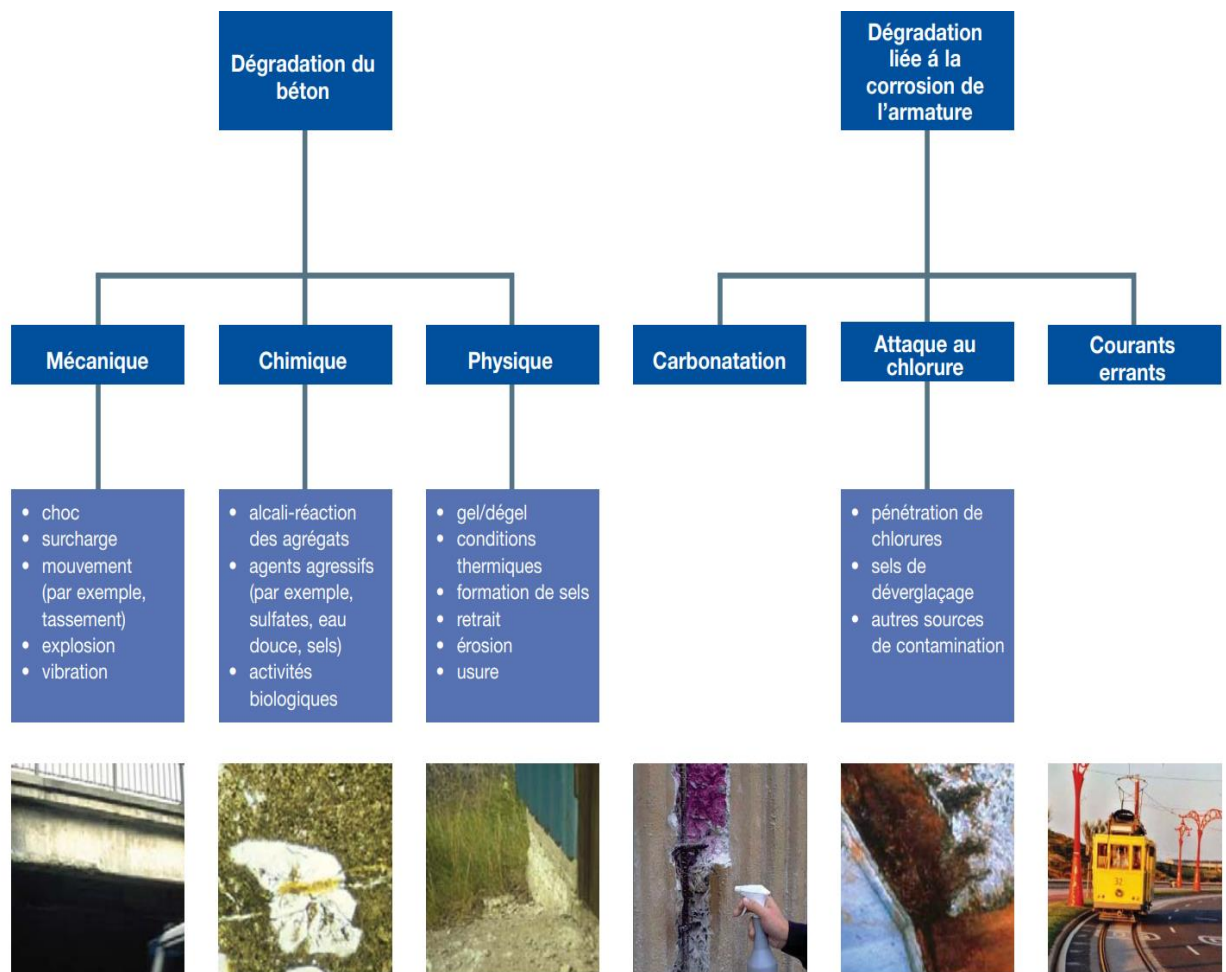 Dégradation du
béton
Dégradation
liée á la
corrosion de
l'armature
Mécanique
Chimique
Physique
Carbonatation
Attaque au
chlorure
Courants
errants
• choc
• surcharge
• mouvement
(par exemple,
tassement)
• explosion
• vibration
• alcali-réaction
des agrégats
• agents agressifs
(par exemple,
sulfates, eau
douce, sels)
• activités
biologiques
• gel/dégel
• conditions
thermiques
• formation de sels
• retrait
• érosion
• usure
• pénétration de
chlorures
• sels de
déverglaçage
• autres sources
de contamination
32